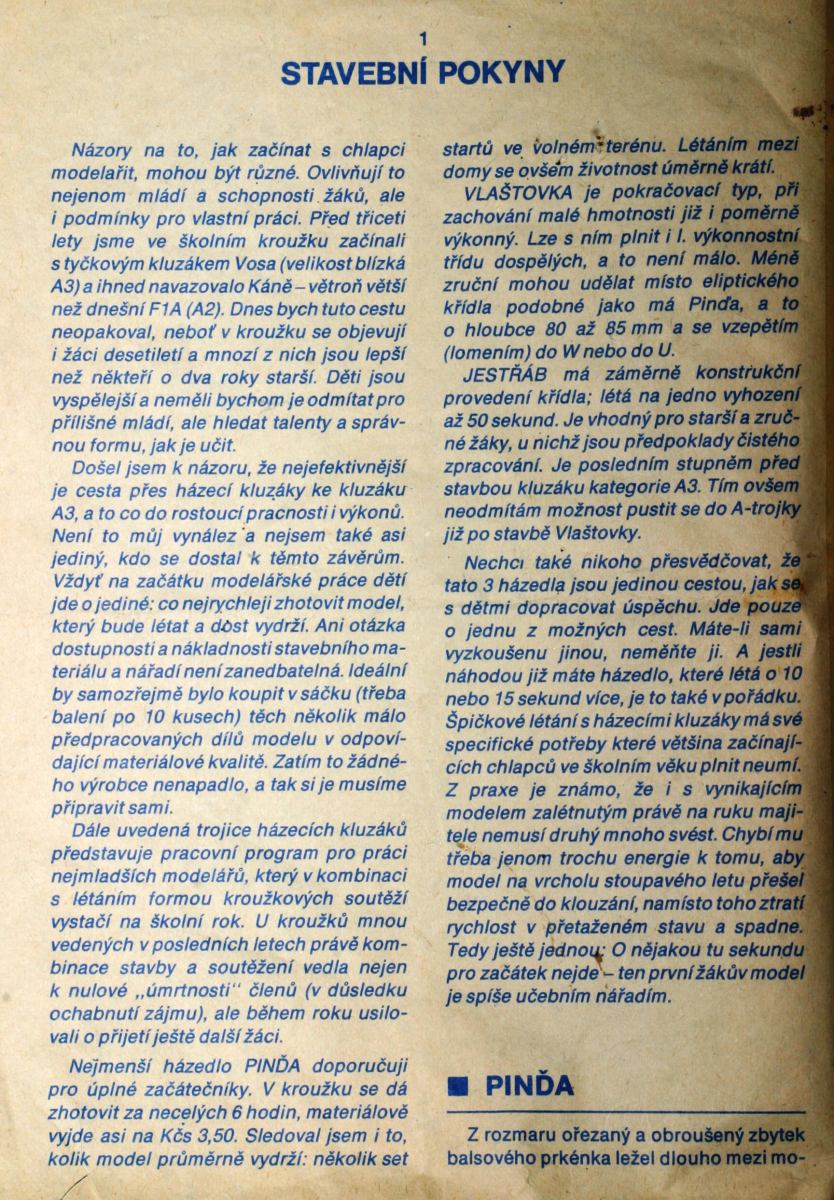 1
STAVEBNÍ POKYNY
Názory na to, jak začínat s chlapci
modelařit, mohou být různé. Ovlivňují to
nejenom mládí a schopnosti žáků, ale
i podmínky pro vlastní práci. Před třiceti
lety jsme ve školním kroužku začínali
s tyčkovým kluzákem Vosa (velikost blízká
A3) a ihned navazovalo Káně – větroň větší
než dnešní F1A (A2). Dnes bych tuto cestu
neopakoval, neboť v kroužku se objevují
i žáci desetiletí a mnozí z nich jsou lepší
než někteří o dva roky starší. Děti jsou
vyspělejší a neměli bychom je odmítat pro
přílišné mládí, ale hledat talenty a správ-
nou formu, jak je učit.
Došel jsem k názoru, že nejefektivnější
je cesta přes házecí kluzáky ke kluzáku
A3, a to co do rostoucí pracnosti i výkonů.
Není to můj vynález a nejsem také asi
jediný, kdo se dostal k těmto závěrům.
Vždyť na začátku modelářské práce dětí
jde o jediné: co nejrychleji zhotovit model,
který bude létat a dost vydrží. Ani otázka
dostupnosti a nákladnosti stavebního ma-
teriálu a nářadí není zanedbatelná. Ideální
by samozřejmě bylo koupit v sáčku (třeba
balení po 10 kusech) těch několik málo
předpracovaných dílů modelu v odpoví-
dající materiálové kvalitě. Zatím to žádné-
ho výrobce nenapadlo, a tak si je musíme
připravit sami.
Dále uvedená trojice házecích kluzáků
představuje pracovní program pro práci
nejmladších modelářů, který v kombinaci
s létáním formou kroužkových soutěží
vystačí na školní rok. U kroužků mnou
vedených v posledních letech právě kom-
binace stavby a soutěžení vedla nejen
k nulové „úmrtnosti“ členů (v důsledku
ochabnutí zájmu), ale během roku usilo-
vali o přijetí ještě další žáci.
Nejmenší házedlo PINĎA doporučuji
pro úplné začátečníky. V kroužku se dá
zhotovit za necelých 6 hodin, materiálově
vyjde asi na Kčs 3,50. Sledoval jsem i to,
kolik model průměrně vydrží: několik set
startů ve volném terénu. Létáním mezi
domy se ovšem životnost úměrně krátí.
VLAŠTOVKA je pokračovací typ, při
zachování malé hmotnosti již i poměrně
výkonný. Lze s ním plnit i I. výkonnostní
třídu dospělých, a to není málo. Méně
zruční mohou udělat místo eliptického
křídla podobné jako má Pinďa, a to
o hloubce 80 až 85 mm a se vzepětím
(lomením) do W nebo do U.
JESTŘÁB má záměrně konstrukční
provedení křídla; létá na jedno vyhození
až 50 sekund. Je vhodný pro starší a zruč-
né žáky, u nichž jsou předpoklady čistého
zpracování. Je posledním stupněm před
stavbou kluzáku kategorie A3. Tím ovšem
neodmítám možnost pustit se do A-trojky
již po stavbě Vlaštovky.
Nechci také nikoho přesvědčovat, že
tato 3 házedla jsou jedinou cestou, jak se
s dětmi dopracovat úspěchu. Jde pouze
o jednu z možných cest. Máte-li sami
vyzkoušenu jinou, neměňte ji. A jestli
náhodou již máte házedlo, které létá o 10
nebo 15 sekund více, je to také v pořádku.
Špičkové létání s házecími kluzáky má své
specifické potřeby které většina začínají-
cích chlapců ve školním věku plnit neumí.
Z praxe je známo, že i s vynikajícím
modelem zalétnutým právě na ruku maji-
tele nemusí druhý mnoho svést. Chybí mu
třeba jenom trochu energie k tomu, aby
model na vrcholu stoupavého letu přešel
bezpečně do klouzání, namísto toho ztratí
rychlost v přetaženém stavu a spadne.
Tedy ještě jednou: O nějakou tu sekundu
pro začátek nejde – ten první žákův model
je spíše učebním nářadím.
■ PINĎA
Z rozmaru ořezaný a obroušený zbytek
balsového prkénka ležel dlouho mezi mo-